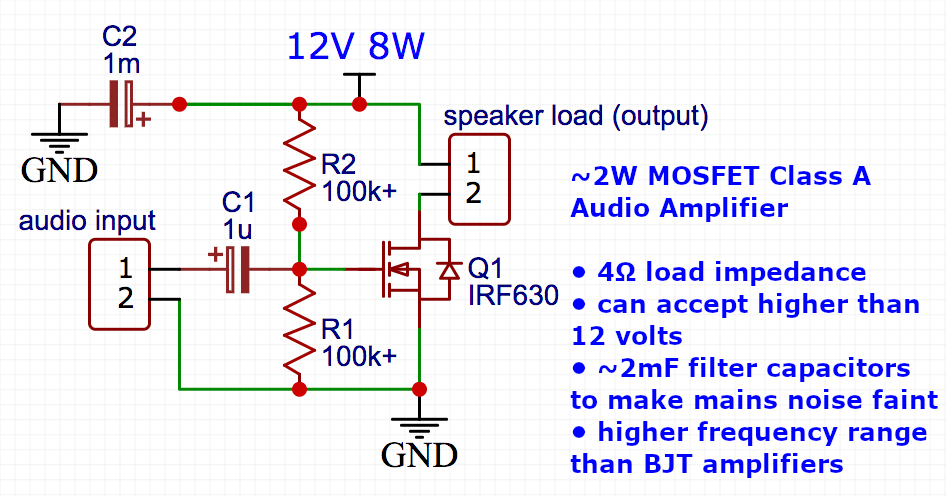 C2
1m
12V 8W
GND
speaker load (output)
1
2
R2
100k+
audio input
1
2
C1
1u
Q1
IRF630
R1
100k+
GND
~2W MOSFET Class A
Audio Amplifier
• 4Ω load impedance
• can accept higher than
12 volts
• ~2mF filter capacitors
to make mains noise faint
• higher frequency range
than BJT amplifiers